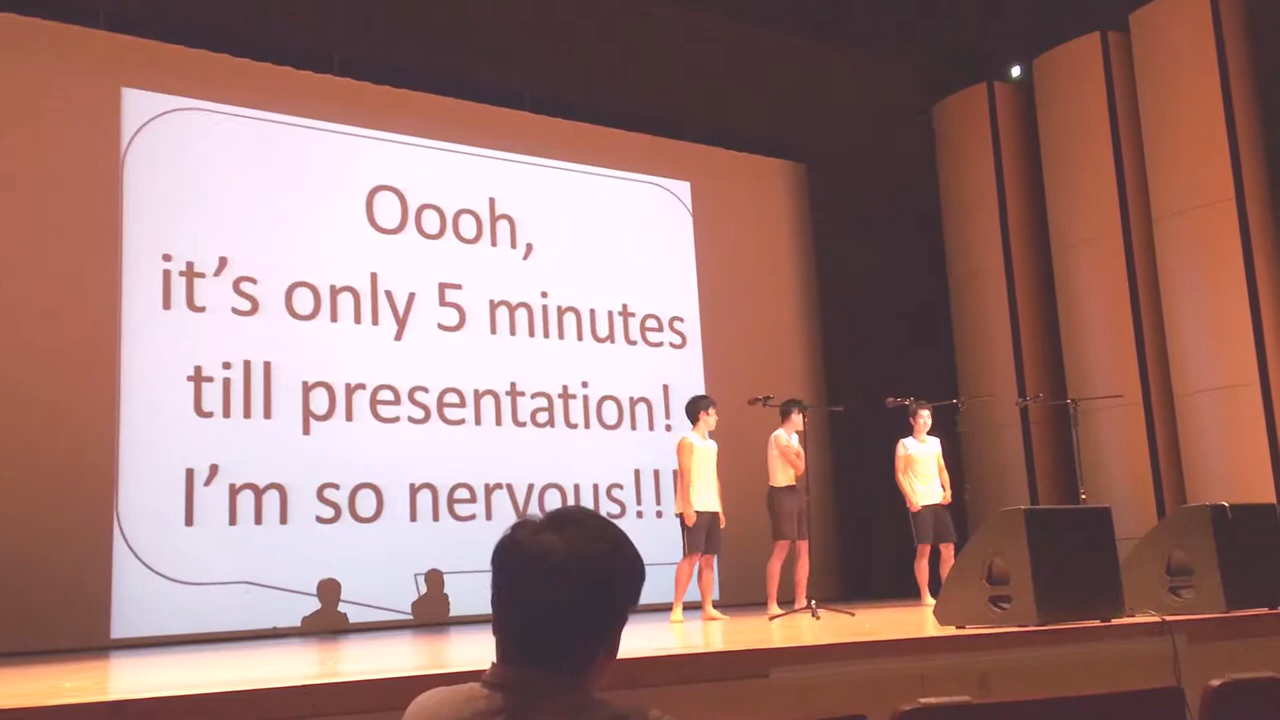 Oooh,
it's only 5 minutes
till presentation!
I'm so nervous!!!